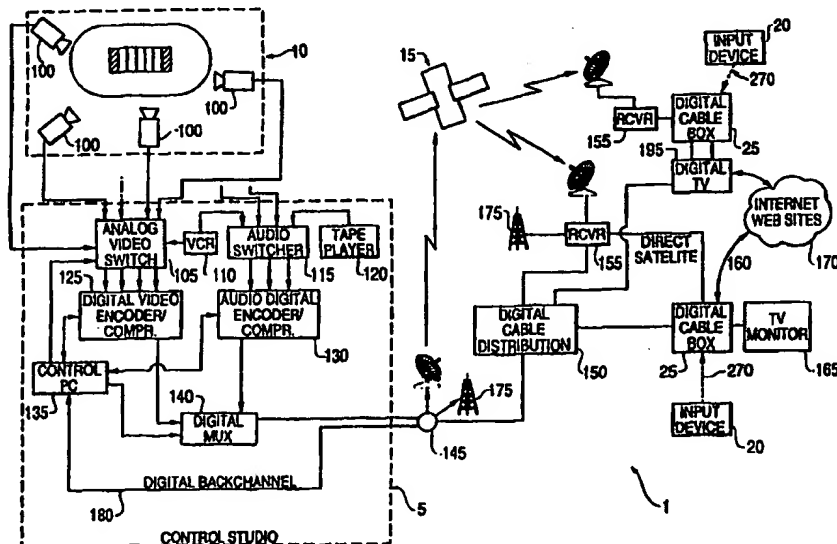 10
100
100
100
100
15
20
INPUT
DEVICE
270
RCVR
155
DIGITAL
CABLE
BOX
25
195
DIGITAL
TV
INTERNET
WEB SITES
170
175
RCVR
155
DIRECT
SATELITE
160
ANALOG
VIDEO
SWITCH
105
VCR
110
AUDIO
SWITCHER
115
TAPE
PLAYER
120
125
DIGITAL VIDEO
ENCODER/
COMPR.
AUDIO DIGITAL
ENCODER/
COMPR.
130
DIGITAL
CABLE
DISTRIBUTION
150
DIGITAL
CABLE
BOX
25
TV
MONITOR
165
270
INPUT
DEVICE
20
CONTROL
PC
135
140
DIGITAL
MUX
175
145
DIGITAL BACKCHANNEL
180
5
1
CONTROL STUDIO